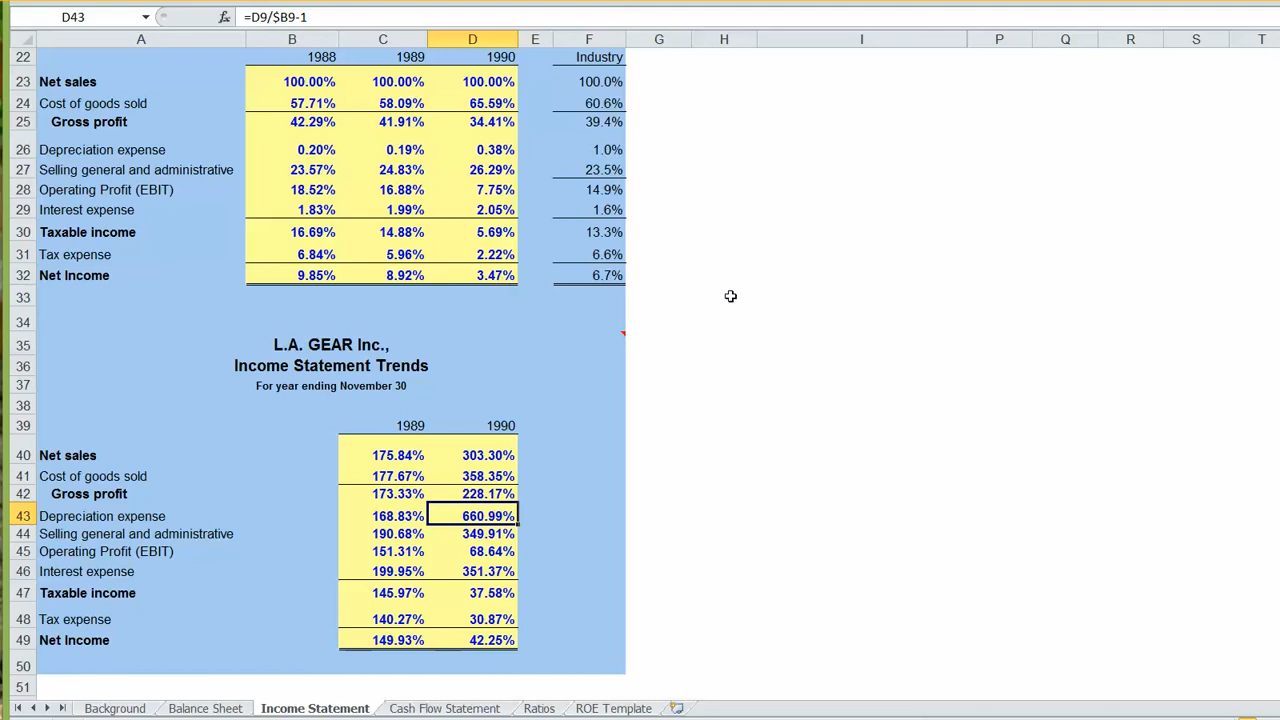 D43 fx =D9/$B9-1
A B C D E F G H I P Q R S T
22 1988 1989 1990 Industry
23 Net sales 100.00% 100.00% 100.00% 100.0%
24 Cost of goods sold 57.71% 58.09% 65.59% 60.6%
25 Gross profit 42.29% 41.91% 34.41% 39.4%
26 Depreciation expense 0.20% 0.19% 0.38% 1.0%
27 Selling general and administrative 23.57% 24.83% 26.29% 23.5%
28 Operating Profit (EBIT) 18.52% 16.88% 7.75% 14.9%
29 Interest expense 1.83% 1.99% 2.05% 1.6%
30 Taxable income 16.69% 14.88% 5.69% 13.3%
31 Tax expense 6.84% 5.96% 2.22% 6.6%
32 Net Income 9.85% 8.92% 3.47% 6.7%
33
34
35 L.A. GEAR Inc.,
36 Income Statement Trends
37 For year ending November 30
38
39 1989 1990
40 Net sales 175.84% 303.30%
41 Cost of goods sold 177.67% 358.35%
42 Gross profit 173.33% 228.17%
43 Depreciation expense 168.83% 660.99%
44 Selling general and administrative 190.68% 349.91%
45 Operating Profit (EBIT) 151.31% 68.64%
46 Interest expense 199.95% 351.37%
47 Taxable income 145.97% 37.58%
48 Tax expense 140.27% 30.87%
49 Net Income 149.93% 42.25%
50
51
Background Balance Sheet Income Statement Cash Flow Statement Ratios ROE Template